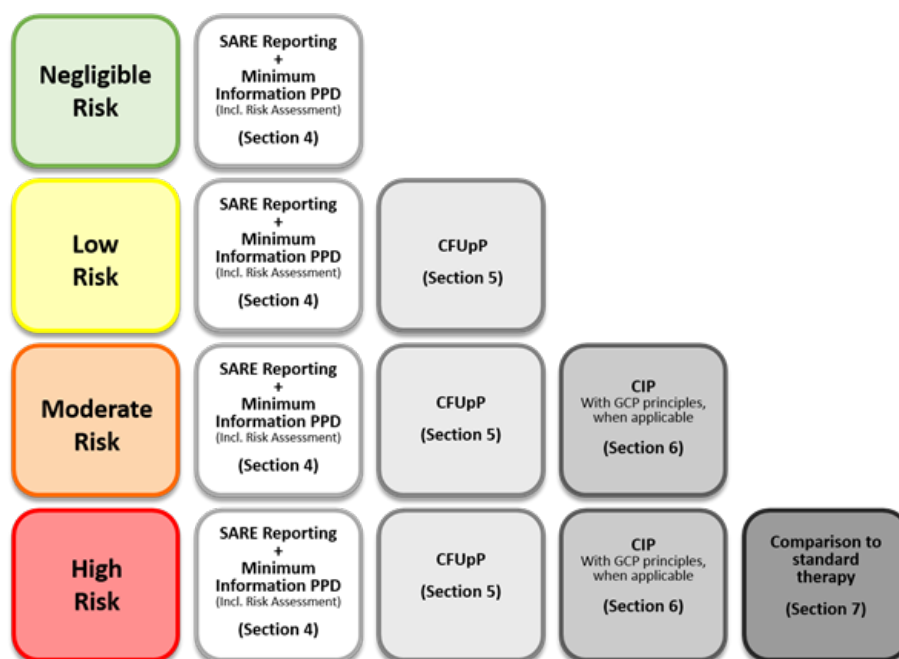 Negligible
Risk
SARE Reporting
+
Minimum
Information PPD
(Incl. Risk Assessment)
(Section 4)
Low
Risk
SARE Reporting
+
Minimum
Information PPD
(Incl. Risk Assessment)
(Section 4)
CFUpP
(Section 5)
Moderate
Risk
SARE Reporting
+
Minimum
Information PPD
(Incl. Risk Assessment)
(Section 4)
CFUpP
(Section 5)
CIP
With GCP principles,
when applicable
(Section 6)
High
Risk
SARE Reporting
+
Minimum
Information PPD
(Incl. Risk Assessment)
(Section 4)
CFUpP
(Section 5)
CIP
With GCP principles,
when applicable
(Section 6)
Comparison to
standard
therapy
(Section 7)